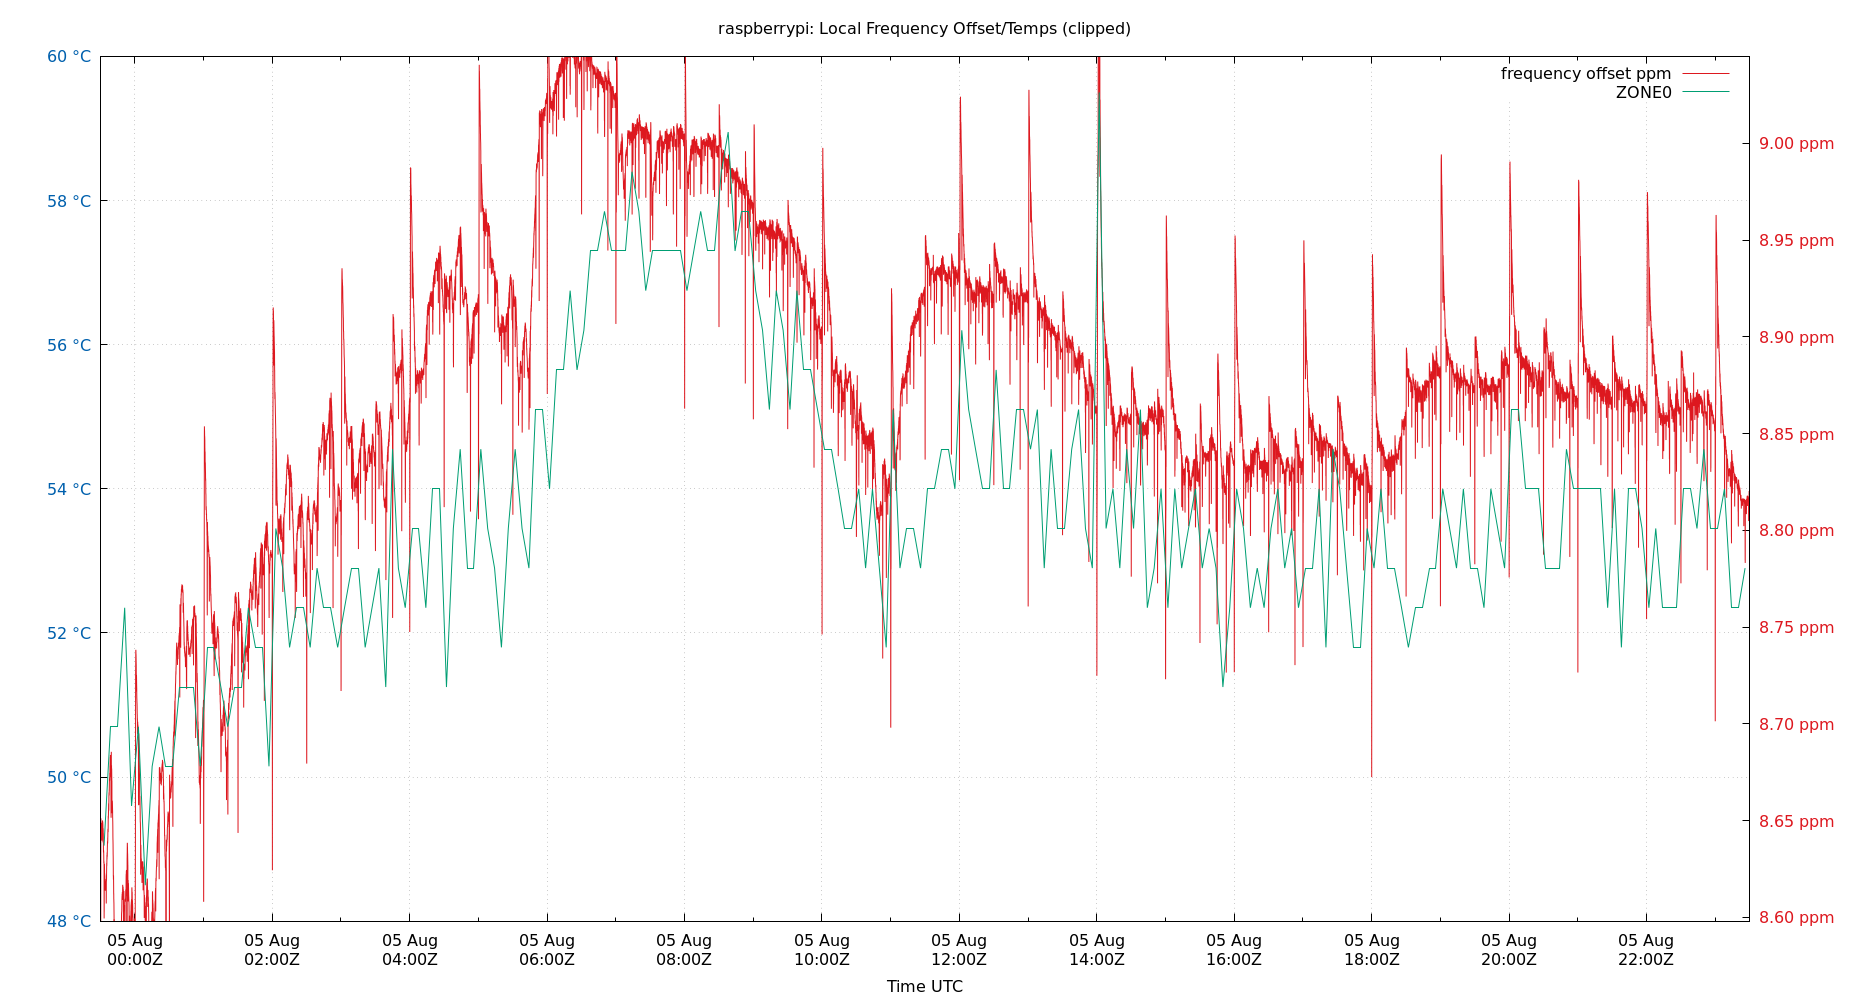 raspberrypi: Local Frequency Offset/Temps (clipped)
60 °C
58 °C
56 °C
54 °C
52 °C
50 °C
48 °C
frequency offset ppm
ZONE0
9.00 ppm
8.95 ppm
8.90 ppm
8.85 ppm
8.80 ppm
8.75 ppm
8.70 ppm
8.65 ppm
8.60 ppm
05 Aug 05 Aug 05 Aug 05 Aug 05 Aug 05 Aug 05 Aug 05 Aug 05 Aug 05 Aug 05 Aug 05 Aug
00:00Z 02:00Z 04:00Z 06:00Z 08:00Z 10:00Z 12:00Z 14:00Z 16:00Z 18:00Z 20:00Z 22:00Z
Time UTC